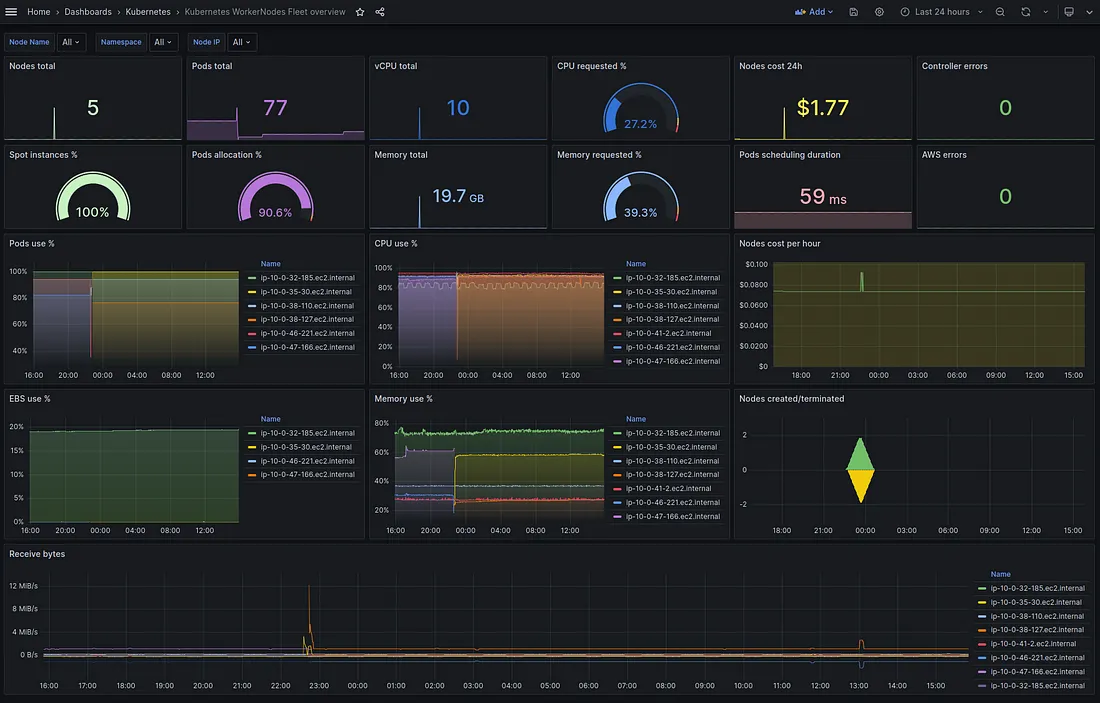 Home › Dashboards › Kubernetes › Kubernetes WorkerNodes Fleet overview
Add
Last 24 hours
Node Name All
Namespace All
Node IP All
Nodes total
5
Pods total
77
vCPU total
10
CPU requested %
27.2%
Nodes cost 24h
$1.77
Controller errors
0
Spot instances %
100%
Pods allocation %
90.6%
Memory total
19.7 GB
Memory requested %
39.3%
Pods scheduling duration
59 ms
AWS errors
0
Pods use %
100%
80%
60%
40%
16:00 20:00 00:00 04:00 08:00 12:00
Name
ip-10-0-32-185.ec2.internal
ip-10-0-35-30.ec2.internal
ip-10-0-38-110.ec2.internal
ip-10-0-38-127.ec2.internal
ip-10-0-46-221.ec2.internal
ip-10-0-47-166.ec2.internal
CPU use %
100%
80%
60%
40%
20%
0%
16:00 20:00 00:00 04:00 08:00 12:00
Name
ip-10-0-32-185.ec2.internal
ip-10-0-35-30.ec2.internal
ip-10-0-38-110.ec2.internal
ip-10-0-38-127.ec2.internal
ip-10-0-41-2.ec2.internal
ip-10-0-46-221.ec2.internal
ip-10-0-47-166.ec2.internal
Nodes cost per hour
$0.100
$0.0800
$0.0600
$0.0400
$0.0200
$0
18:00 21:00 00:00 03:00 06:00 09:00 12:00 15:00
EBS use %
20%
15%
10%
5%
0%
16:00 20:00 00:00 04:00 08:00 12:00
Name
ip-10-0-32-185.ec2.internal
ip-10-0-35-30.ec2.internal
ip-10-0-46-221.ec2.internal
ip-10-0-47-166.ec2.internal
Memory use %
80%
60%
40%
20%
16:00 20:00 00:00 04:00 08:00 12:00
Name
ip-10-0-32-185.ec2.internal
ip-10-0-35-30.ec2.internal
ip-10-0-38-110.ec2.internal
ip-10-0-38-127.ec2.internal
ip-10-0-41-2.ec2.internal
ip-10-0-46-221.ec2.internal
ip-10-0-47-166.ec2.internal
Nodes created/terminated
2
0
-2
18:00 21:00 00:00 03:00 06:00 09:00 12:00 15:00
Receive bytes
12 MiB/s
8 MiB/s
4 MiB/s
0 B/s
16:00 17:00 18:00 19:00 20:00 21:00 22:00 23:00 00:00 01:00 02:00 03:00 04:00 05:00 06:00 07:00 08:00 09:00 10:00 11:00 12:00 13:00 14:00 15:00
Name
ip-10-0-32-185.ec2.internal
ip-10-0-35-30.ec2.internal
ip-10-0-38-110.ec2.internal
ip-10-0-38-127.ec2.internal
ip-10-0-41-2.ec2.internal
ip-10-0-46-221.ec2.internal
ip-10-0-47-166.ec2.internal
ip-10-0-32-185.ec2.internal